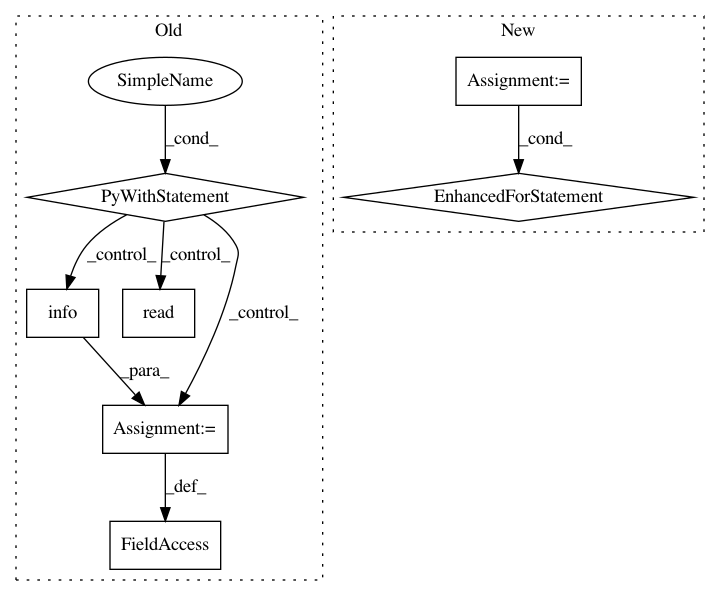 Old
New
SimpleName
Assignment:=
_cond_
_cond_
PyWithStatement
EnhancedForStatement
_control_
_control_
_control_
info
read
_para_
Assignment:=
_def_
FieldAccess